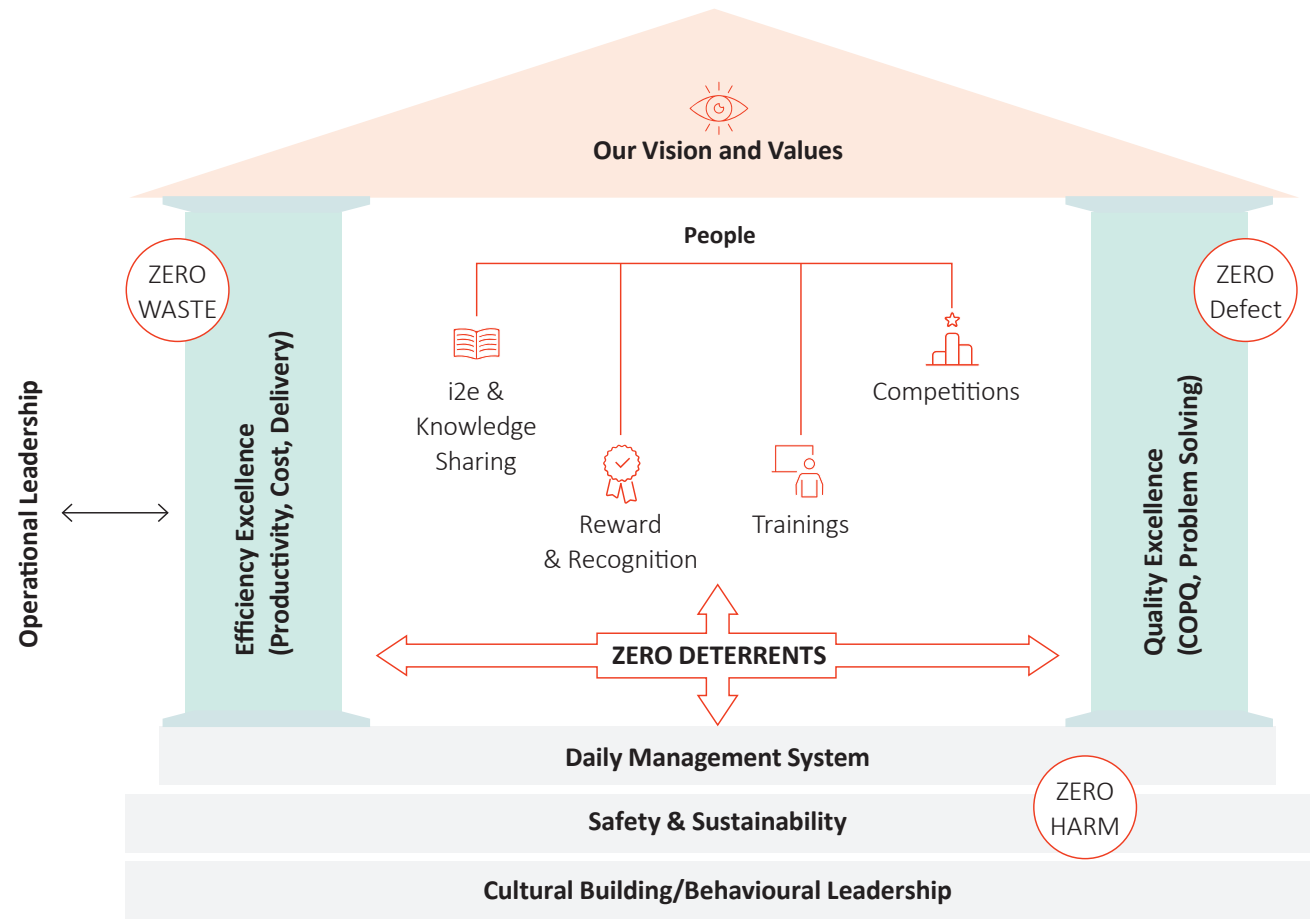 Our Vision and Values
People
ZERO
WASTE
ZERO
Defect
i2e &
Knowledge
Sharing
Reward
& Recognition
Trainings
Competitions
Operational Leadership
Efficiency Excellence
(Productivity, Cost, Delivery)
Quality Excellence
(COPQ, Problem Solving)
ZERO DETERRENTS
Daily Management System
ZERO
HARM
Safety & Sustainability
Cultural Building/Behavioural Leadership